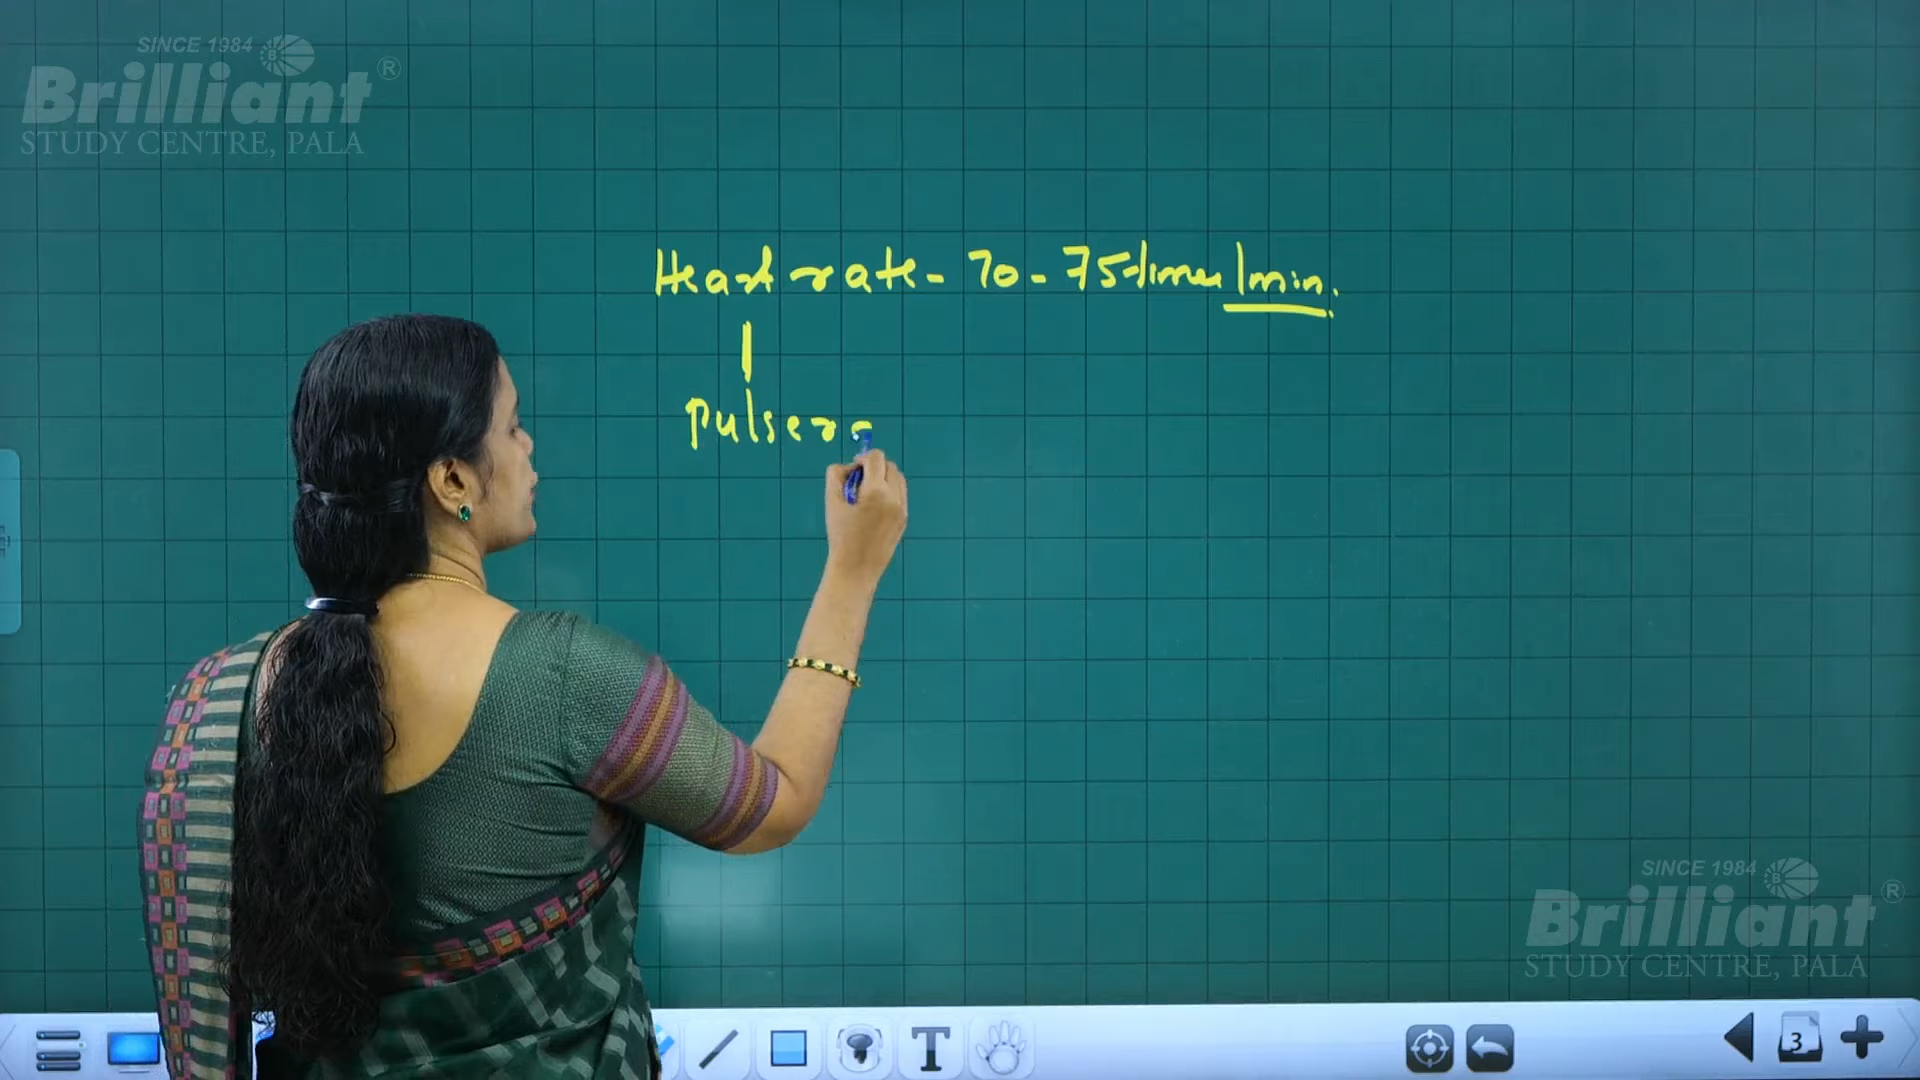 SINCE 1984
Brilliant ®
STUDY CENTRE, PALA
Heart rate - 70 - 75 times/min.
Pulse
SINCE 1984
Brilliant ®
STUDY CENTRE, PALA
T
3